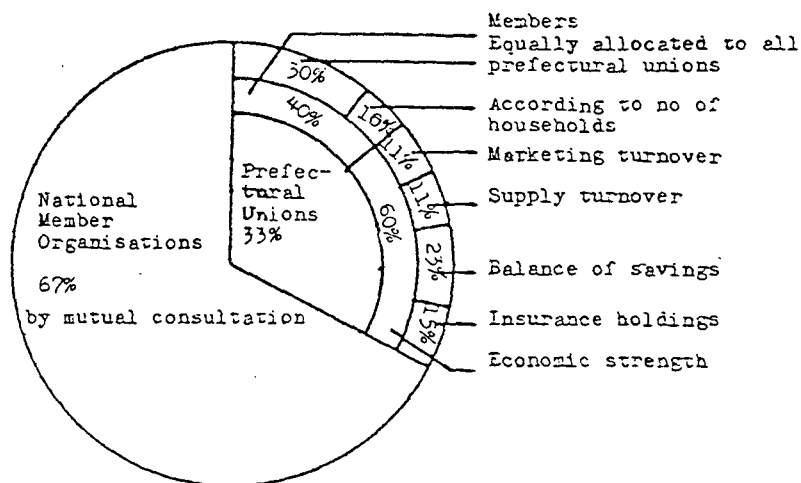 Members
Equally allocated to all
prefectural unions
According to no of
households
Marketing turnover
Supply turnover
Balance of savings
Insurance holdings
Economic strength
30%
10%
11%
11%
23%
15%
40%
60%
Prefec-
tural
Unions
33%
National
Member
Organisations
67%
by mutual consultation